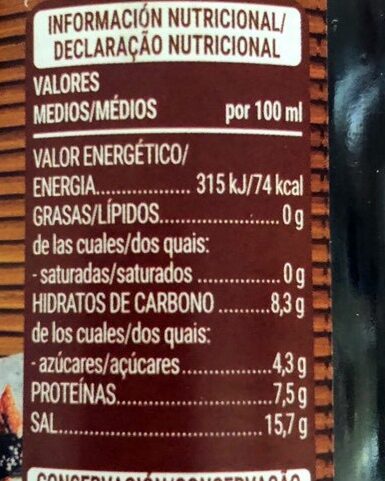 INFORMACIÓN NUTRICIONAL/
DECLARAÇÃO NUTRICIONAL
VALORES
MEDIOS/MÉDIOS por 100 ml
VALOR ENERGÉTICO/
ENERGIA.................. 315 kJ/74 kcal
GRASAS/LÍPIDOS.......................0 g
de las cuales/dos quais:
- saturadas/saturados ...............0 g
HIDRATOS DE CARBONO ..........8,3 g
de los cuales/dos quais:
- azúcares/açúcares.................4,3 g
PROTEÍNAS............................7,5 g
SAL.......................................15,7 g
CONSERVACIÓN/CONSERVAÇÃO